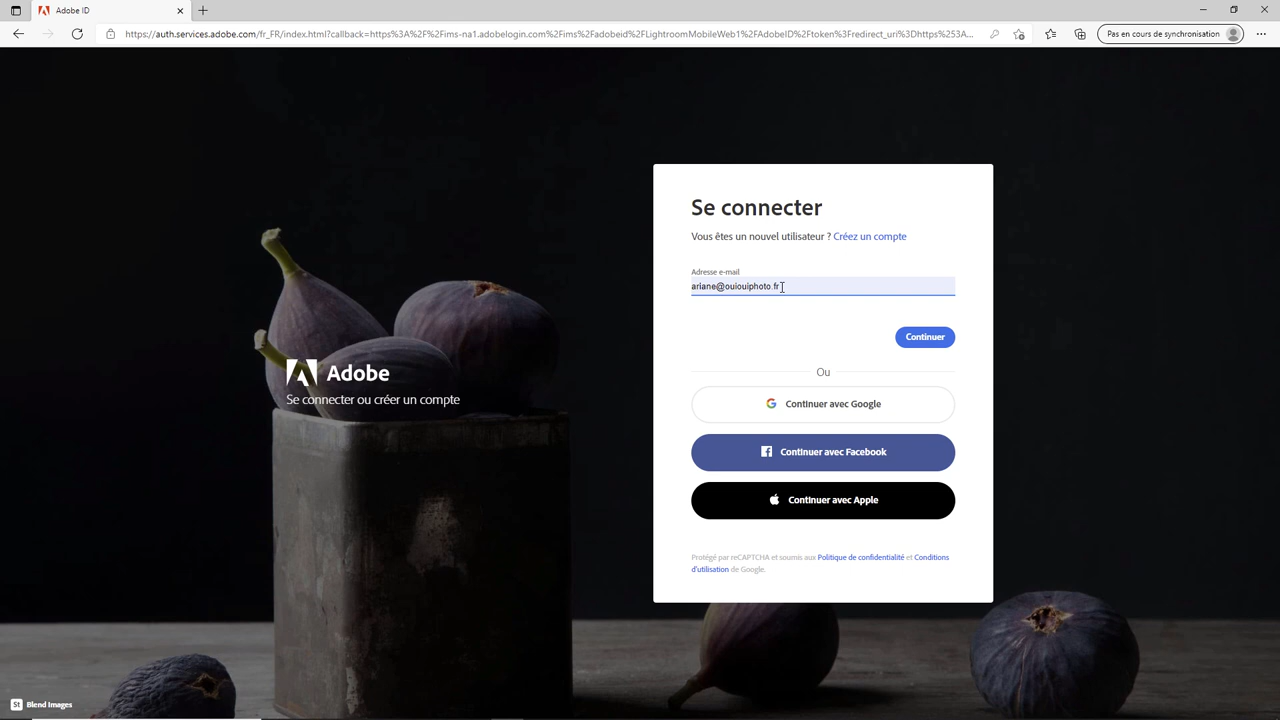 Adobe ID
https://auth.services.adobe.com/fr_FR/index.html?callback=https%3A%2F%2Fims-na1.adobelogin.com%2Fims%2Fadobeid%2FLightroomMobileWeb1%2FAdobeID%2Ftoken%3Fredirect_uri%3Dhttps%253A...
Pas en cours de synchronisation
Se connecter
Vous êtes un nouvel utilisateur ? Créez un compte
Adresse e-mail
ariane@ouiouiphoto.fr
Continuer
Ou
Continuer avec Google
Continuer avec Facebook
Continuer avec Apple
Protégé par reCAPTCHA et soumis aux Politique de confidentialité et Conditions
d'utilisation de Google.
Adobe
Se connecter ou créer un compte
St Blend Images